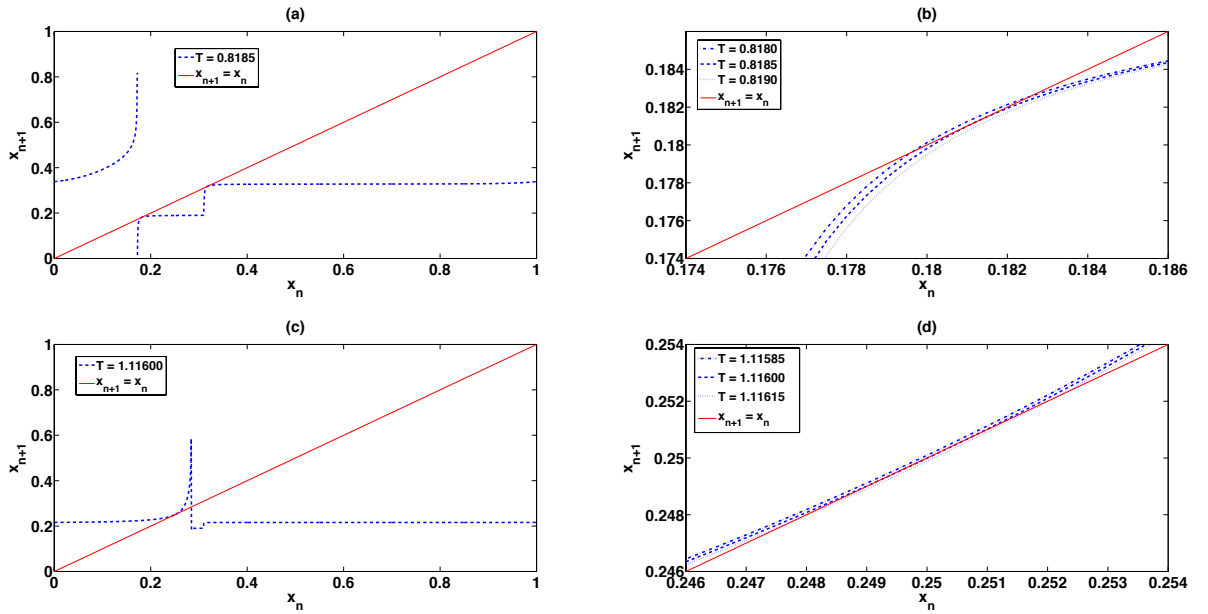 (a)
1
0.8
0.6
0.4
0.2
0
x_{n+1}
T = 0.8185
x_{n+1} = x_n
0 0.2 0.4 0.6 0.8 1
x_n
(b)
0.184
0.182
0.18
0.178
0.176
0.174
x_{n+1}
T = 0.8180
T = 0.8185
T = 0.8190
x_{n+1} = x_n
0.174 0.176 0.178 0.18 0.182 0.184 0.186
x_n
(c)
1
0.8
0.6
0.4
0.2
0
x_{n+1}
T = 1.11600
x_{n+1} = x_n
0 0.2 0.4 0.6 0.8 1
x_n
(d)
0.254
0.252
0.25
0.248
0.246
x_{n+1}
T = 1.11585
T = 1.11600
T = 1.11615
x_{n+1} = x_n
0.246 0.247 0.248 0.249 0.25 0.251 0.252 0.253 0.254
x_n